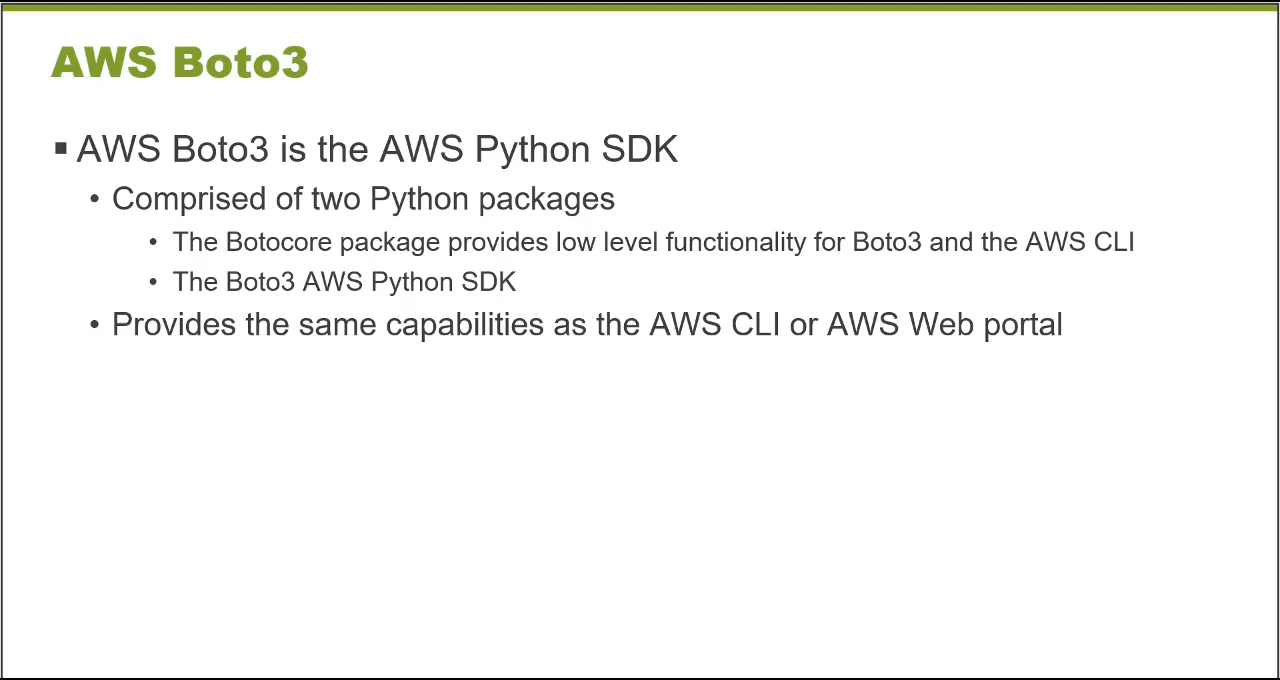 AWS Boto3
▪ AWS Boto3 is the AWS Python SDK
• Comprised of two Python packages
• The Botocore package provides low level functionality for Boto3 and the AWS CLI
• The Boto3 AWS Python SDK
• Provides the same capabilities as the AWS CLI or AWS Web portal